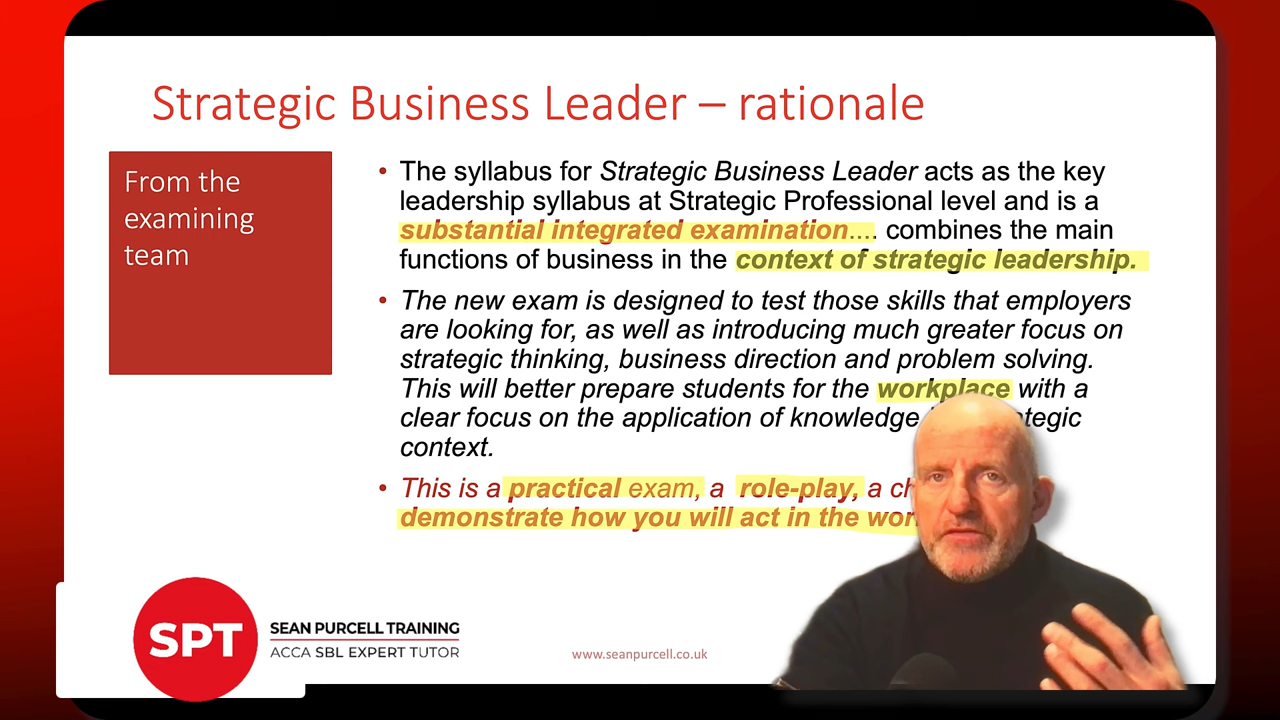 Strategic Business Leader – rationale
From the
examining
team
• The syllabus for Strategic Business Leader acts as the key
leadership syllabus at Strategic Professional level and is a
substantial integrated examination.... combines the main
functions of business in the context of strategic leadership.
• The new exam is designed to test those skills that employers
are looking for, as well as introducing much greater focus on
strategic thinking, business direction and problem solving.
This will better prepare students for the workplace with a
clear focus on the application of knowledge
context.
• This is a practical exam, a role-play, a
demonstrate how you will act in the
SPT
SEAN PURCELL TRAINING
ACCA SBL EXPERT TUTOR
www.seanpurcell.co.uk